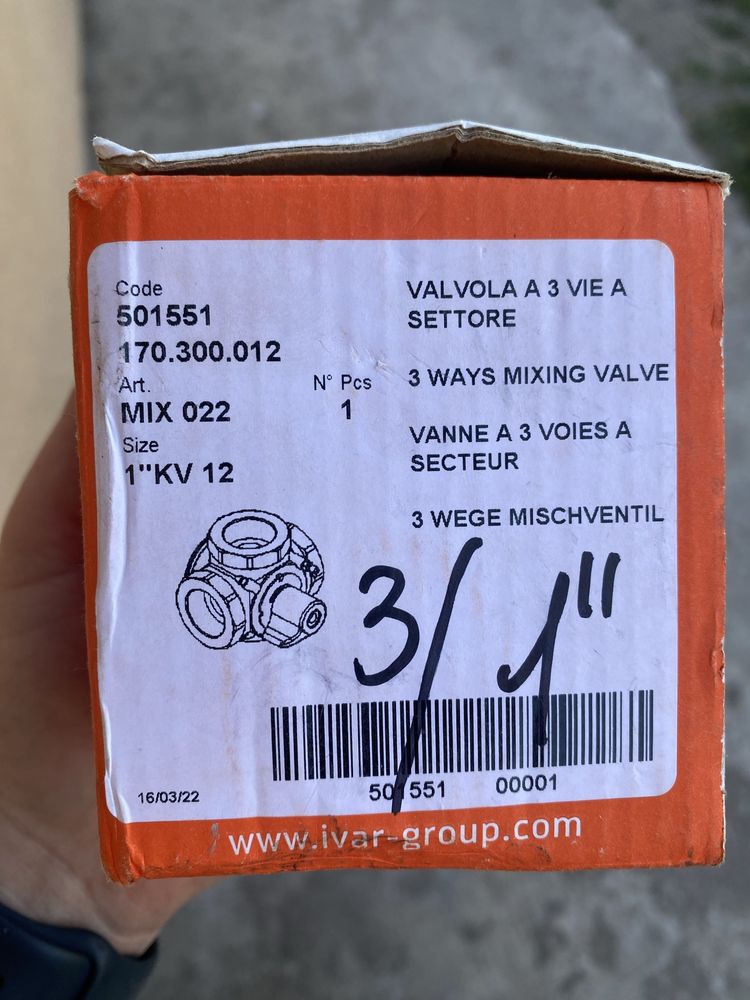 Code
501551
170.300.012
Art.
N° Pcs
MIX 022
1
Size
1"KV 12
VALVOLA A 3 VIE A
SETTORE
3 WAYS MIXING VALVE
VANNE A 3 VOIES A
SECTEUR
3 WEGE MISCHVENTIL
3/1"
501551 00001
16/03/22
www.ivar-group.com